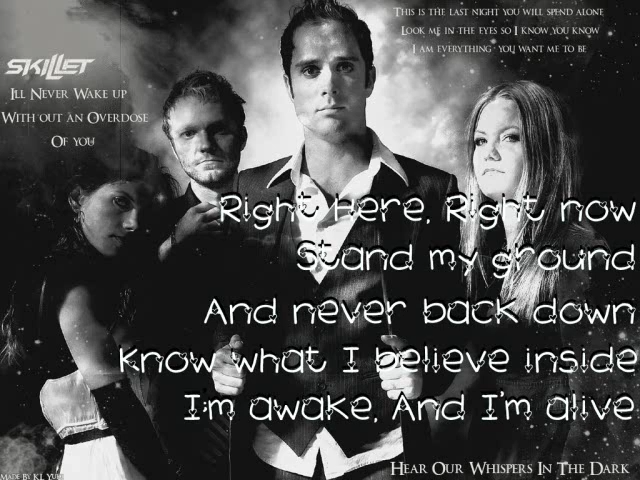 This is the last night you will spend alone
Look me in the eyes so I know you know
I am everything you want me to be
SKILLET
Ill Never Wake up
With out an Overdose
Of you
Right here, Right now
Stand my ground
And never back down
Know what I believe inside
I'm awake, And I'm alive
Hear Our Whispers In The Dark
Made By KL